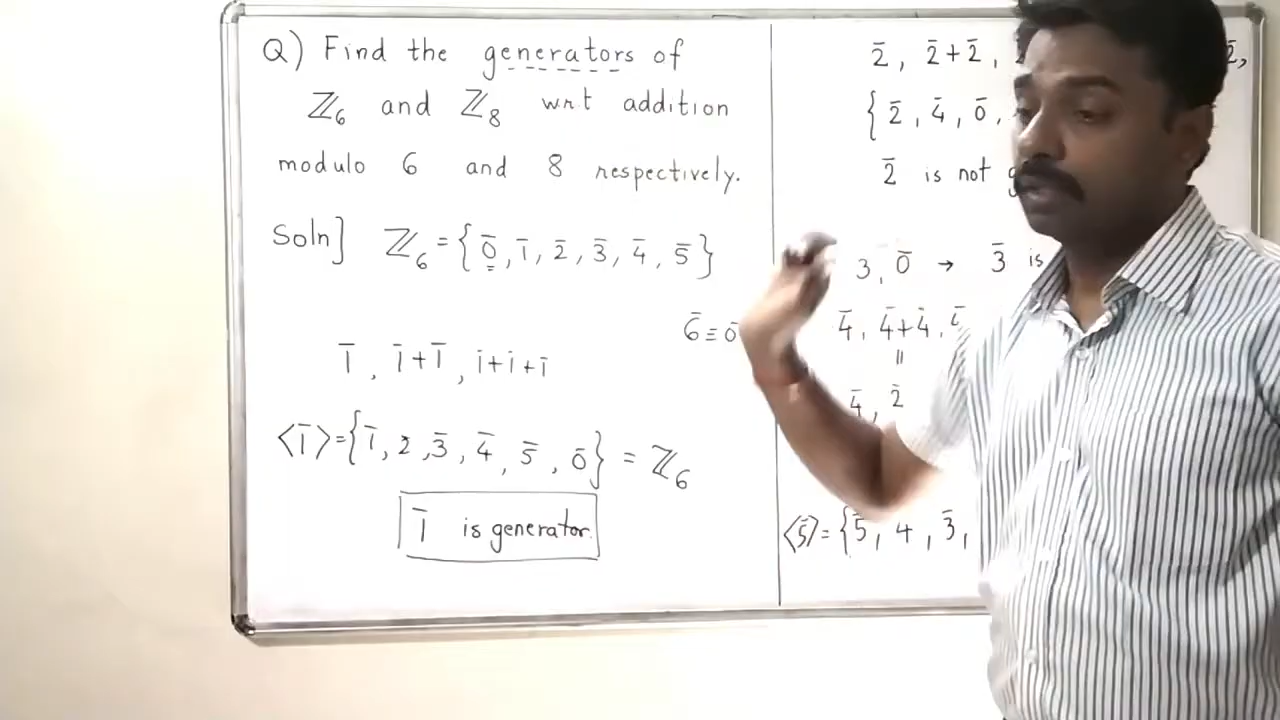 Q) Find the generators of
ℤ₆ and ℤ₈ w.r.t addition
modulo 6 and 8 respectively.
Soln] ℤ₆ = {0̄, 1̄, 2̄, 3̄, 4̄, 5̄}
6̄ ≡ 0̄
1̄, 1̄+1̄, 1̄+1+1̄
⟨1̄⟩ = {1̄, 2, 3̄, 4̄, 5̄, 0̄} = ℤ₆
1̄ is generator.
2̄, 2̄+2̄, 2̄,
{2̄, 4̄, 0̄,
2̄ is not
3, 0̄ → 3̄ is
4̄, 4̄+4̄,
=
4̄, 2̄
⟨5̄⟩ = {5̄, 4, 3̄,